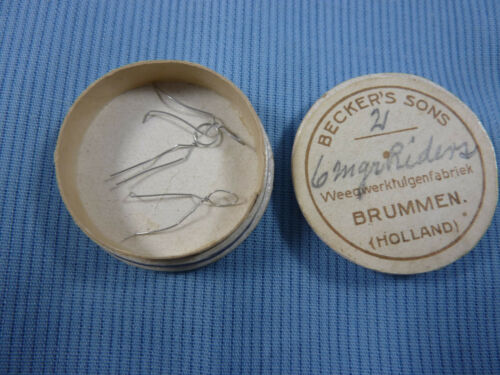 BECKER'S SONS
21
6 mgr Riders
Weegwerktuigenfabriek
BRUMMEN.
(HOLLAND)